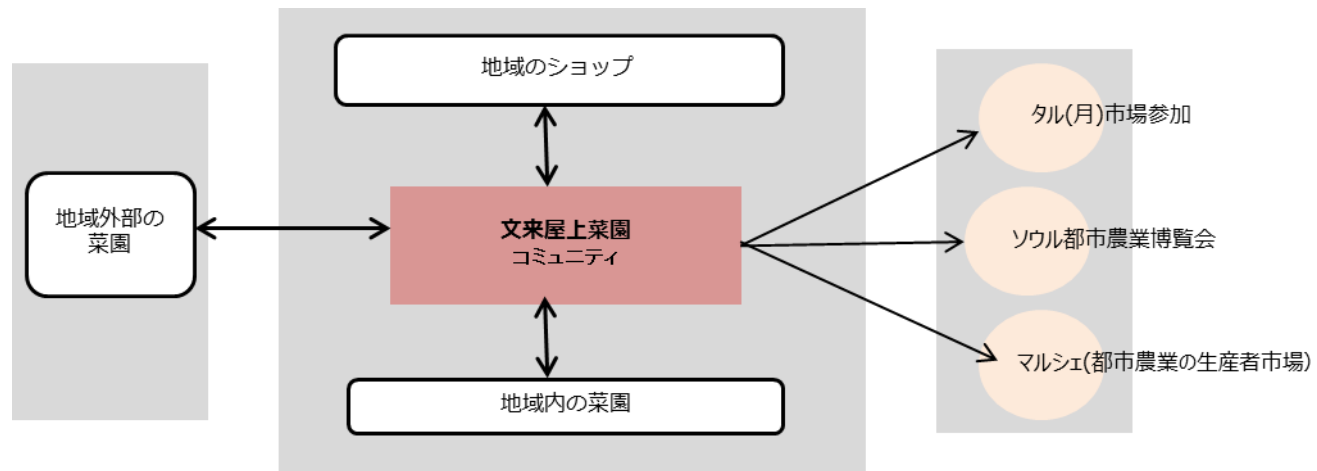 地域のショップ
地域外部の
菜園
文来屋上菜園
コミュニティ
地域内の菜園
タル(月)市場参加
ソウル都市農業博覧会
マルシェ(都市農業の生産者市場)